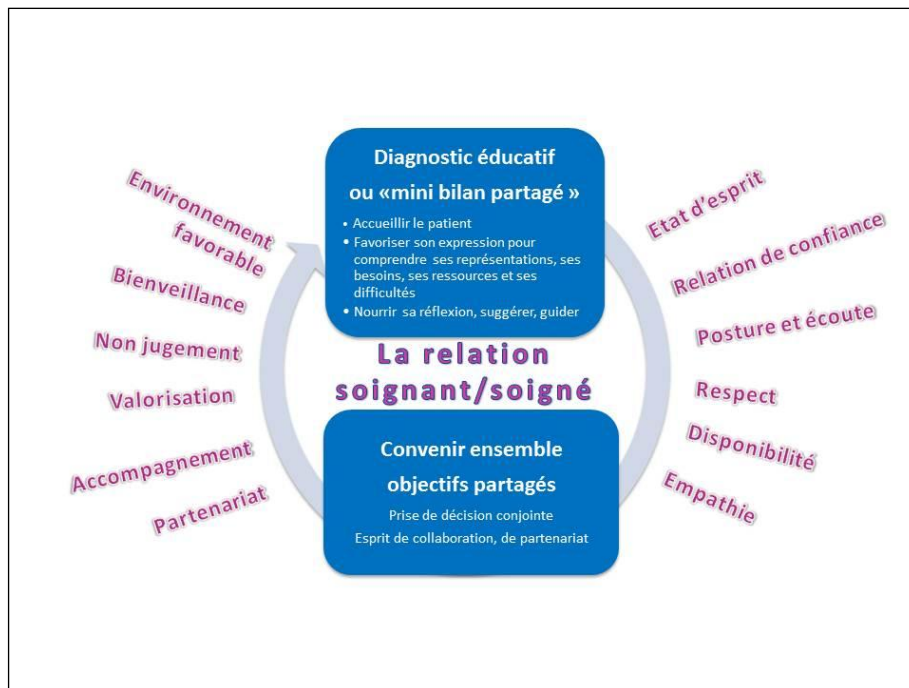 Diagnostic éducatif
ou «mini bilan partagé »
• Accueillir le patient
• Favoriser son expression pour
comprendre ses représentations, ses
besoins, ses ressources et ses
difficultés
• Nourrir sa réflexion, suggérer, guider
La relation
soignant/soigné
Convenir ensemble
objectifs partagés
Prise de décision conjointe
Esprit de collaboration, de partenariat
Environnement
favorable
Bienveillance
Non jugement
Valorisation
Accompagnement
Partenariat
Etat d'esprit
Relation de confiance
Posture et écoute
Respect
Disponibilité
Empathie